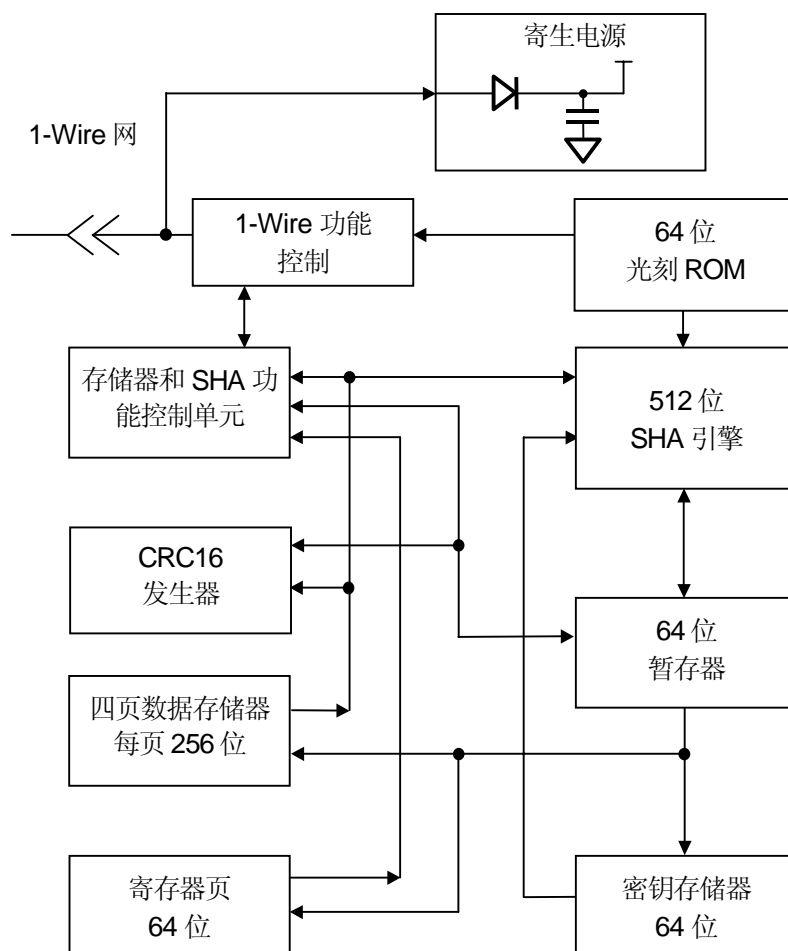 寄生电源
1-Wire 网
1-Wire 功能
控制
64 位
光刻 ROM
存储器和 SHA 功
能控制单元
512 位
SHA 引擎
CRC16
发生器
64 位
暂存器
四页数据存储器
每页 256 位
寄存器页
64 位
密钥存储器
64 位